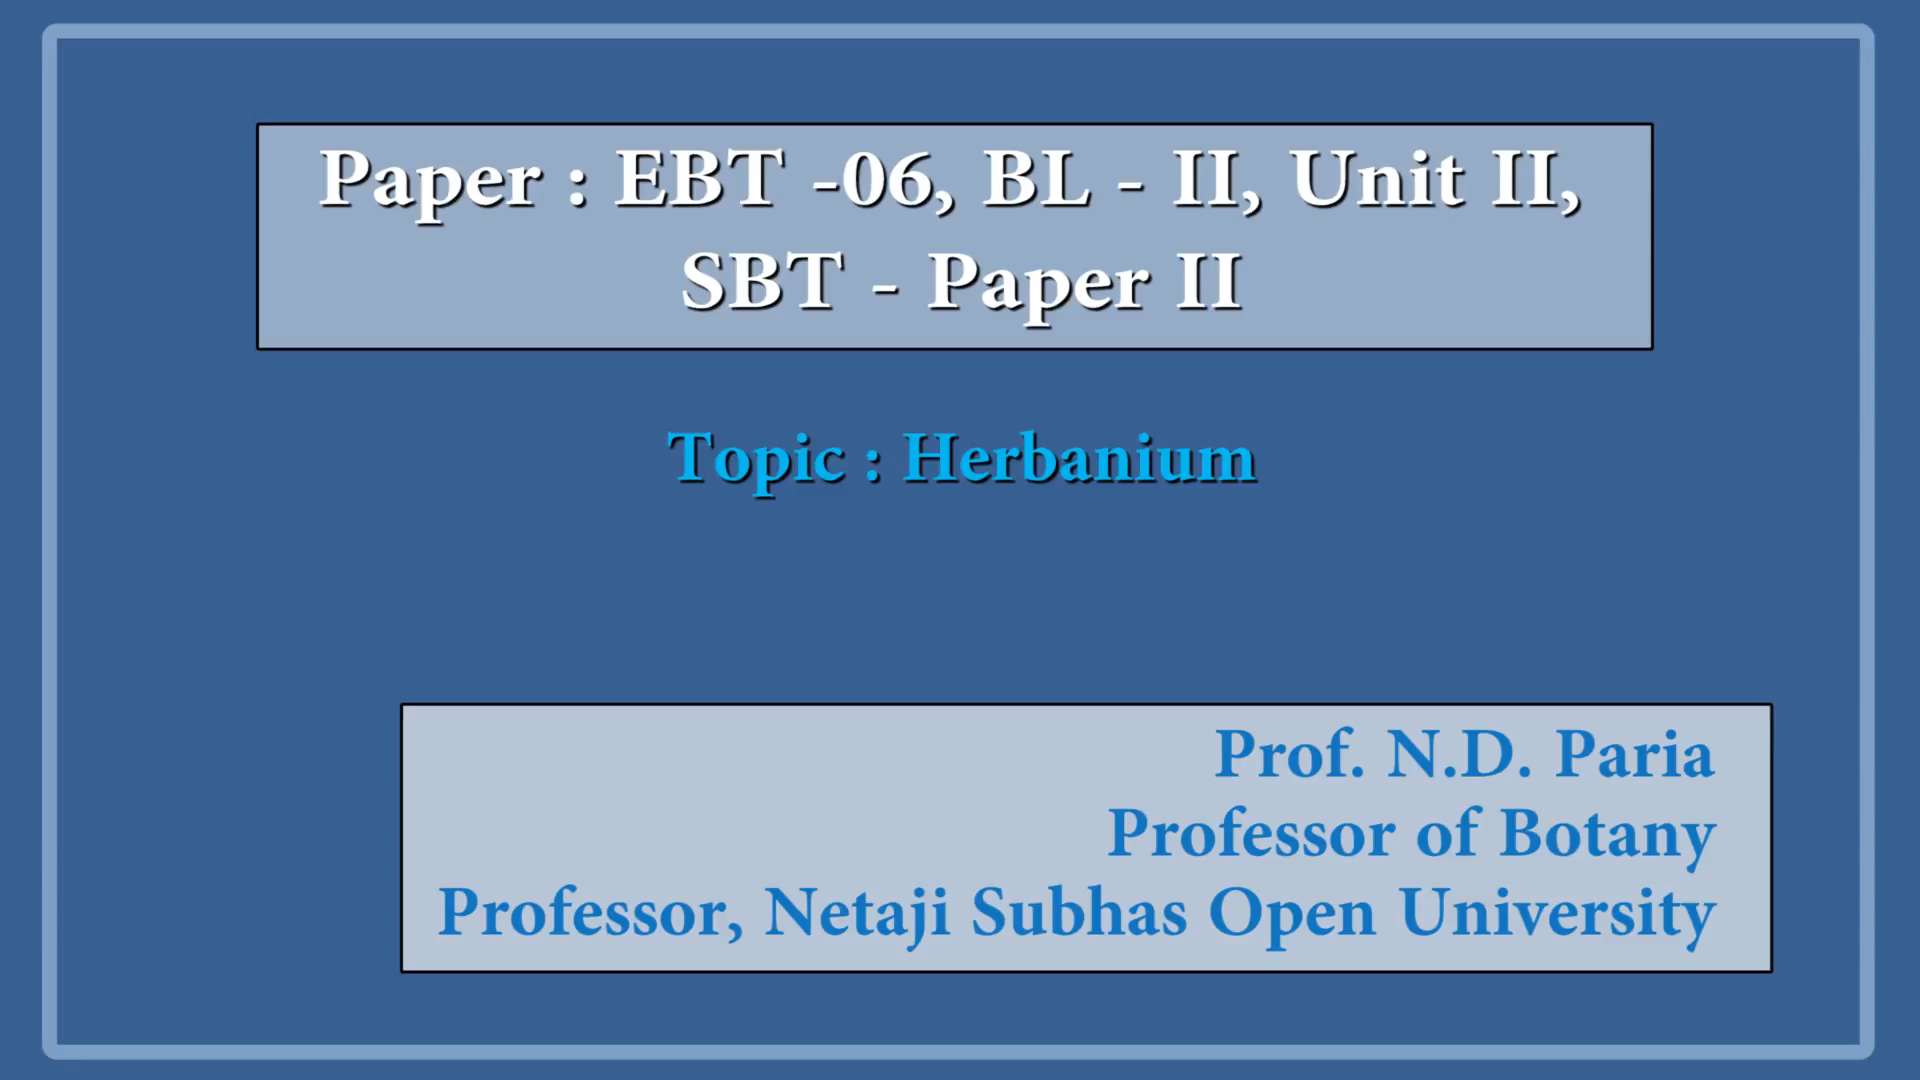 Paper : EBT -06, BL - II, Unit II,
SBT - Paper II
Topic : Herbanium
Prof. N.D. Paria
Professor of Botany
Professor, Netaji Subhas Open University